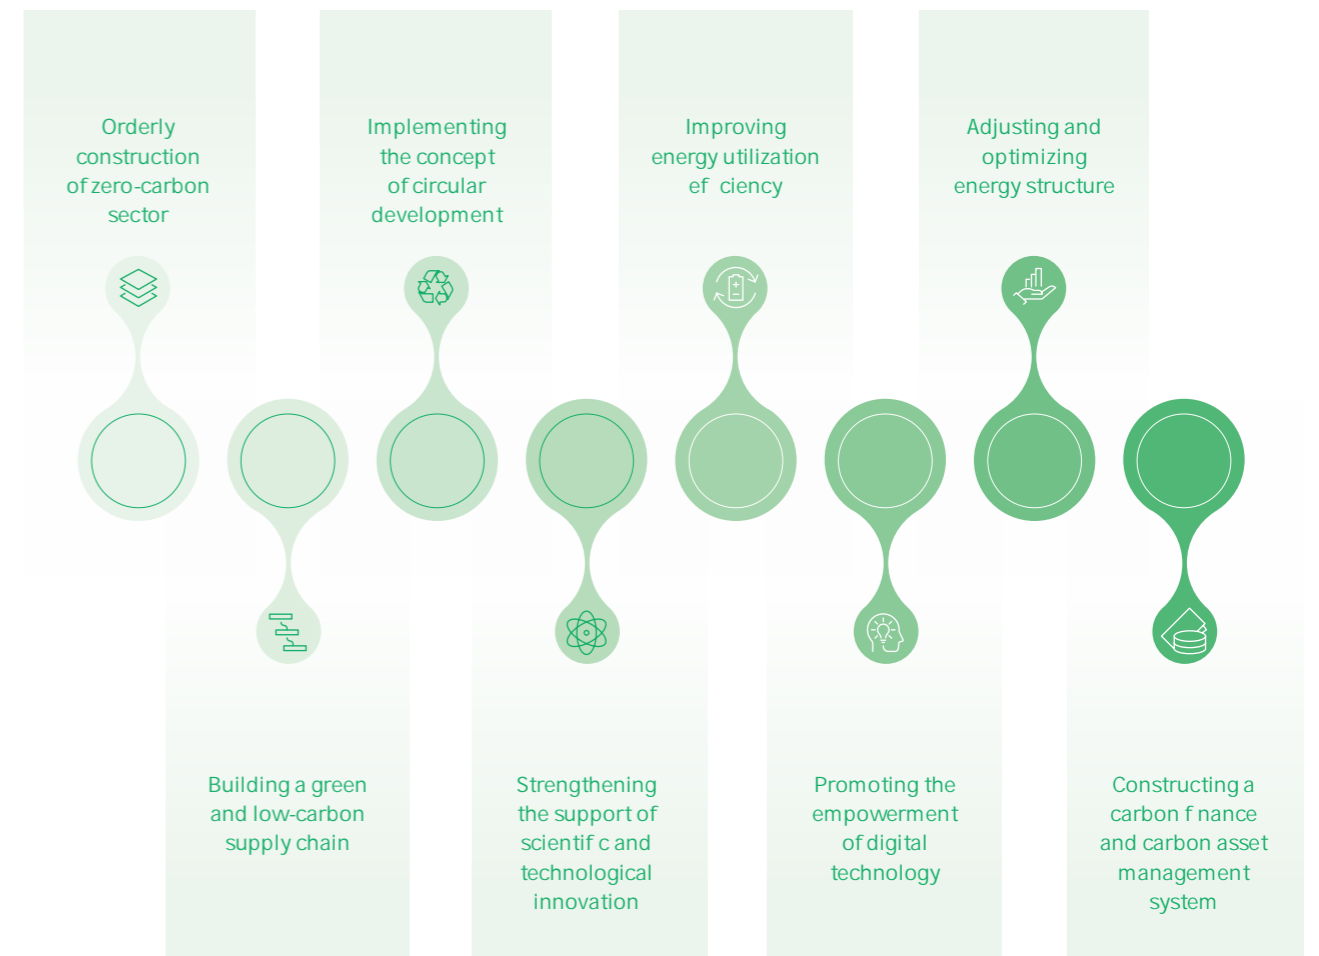 Orderly
construction
of zero-carbon
sector
Building a green
and low-carbon
supply chain
Implementing
the concept
of circular
development
Strengthening
the support of
scientif c and
technological
innovation
Improving
energy utilization
ef ciency
Promoting the
empowerment
of digital
technology
Adjusting and
optimizing
energy structure
Constructing a
carbon f nance
and carbon asset
management
system